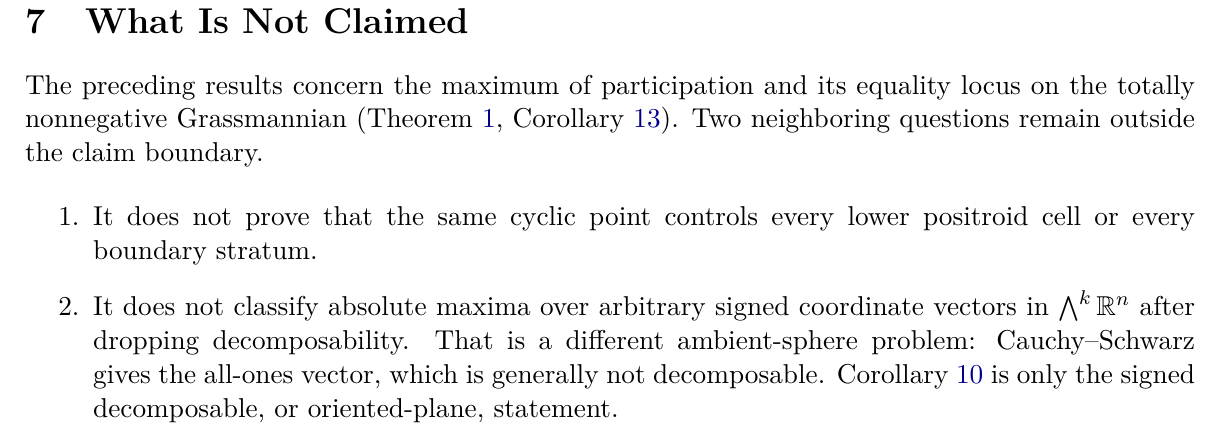 7 What Is Not Claimed
The preceding results concern the maximum of participation and its equality locus on the totally
nonnegative Grassmannian (Theorem 1, Corollary 13). Two neighboring questions remain outside
the claim boundary.
1. It does not prove that the same cyclic point controls every lower positroid cell or every
boundary stratum.
2. It does not classify absolute maxima over arbitrary signed coordinate vectors in ⋀ᵏ ℝⁿ after
dropping decomposability. That is a different ambient-sphere problem: Cauchy–Schwarz
gives the all-ones vector, which is generally not decomposable. Corollary 10 is only the signed
decomposable, or oriented-plane, statement.